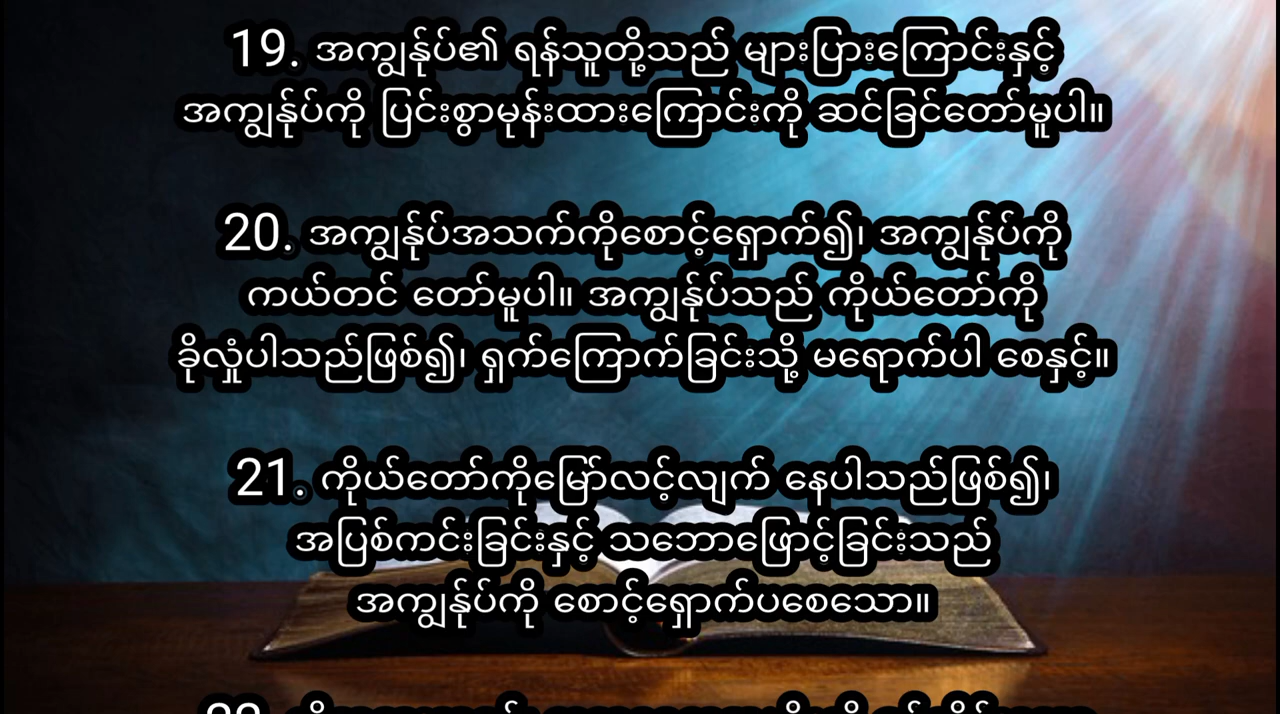 19. အကျွန်ုပ်၏ ရန်သူတို့သည် များပြားကြောင်းနှင့်
အကျွန်ုပ်ကို ပြင်းစွာမုန်းထားကြောင်းကို ဆင်ခြင်တော်မူပါ။
20. အကျွန်ုပ်အသက်ကိုစောင့်ရှောက်၍၊ အကျွန်ုပ်ကို
ကယ်တင် တော်မူပါ။ အကျွန်ုပ်သည် ကိုယ်တော်ကို
ခိုလှုံပါသည်ဖြစ်၍၊ ရှက်ကြောက်ခြင်းသို့ မရောက်ပါ စေနှင့်။
21. ကိုယ်တော်ကိုမြော်လင့်လျက် နေပါသည်ဖြစ်၍၊
အပြစ်ကင်းခြင်းနှင့် သဘောဖြောင့်ခြင်းသည်
အကျွန်ုပ်ကို စောင့်ရှောက်ပစေသော။